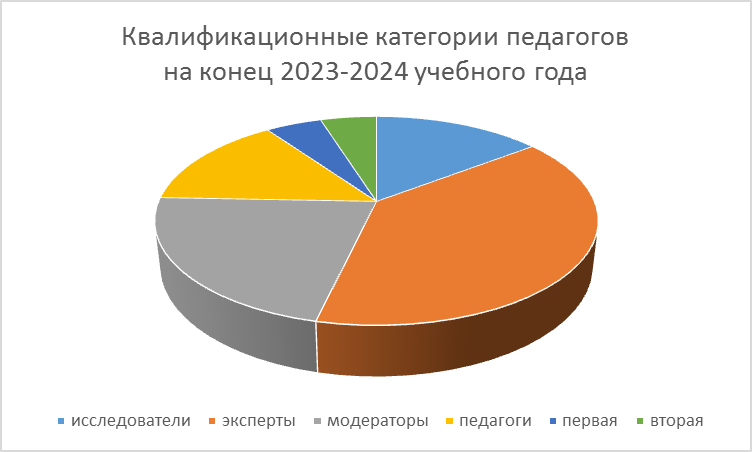 Квалификационные категории педагогов
на конец 2023-2024 учебного года
исследователи эксперты модераторы педагоги первая вторая